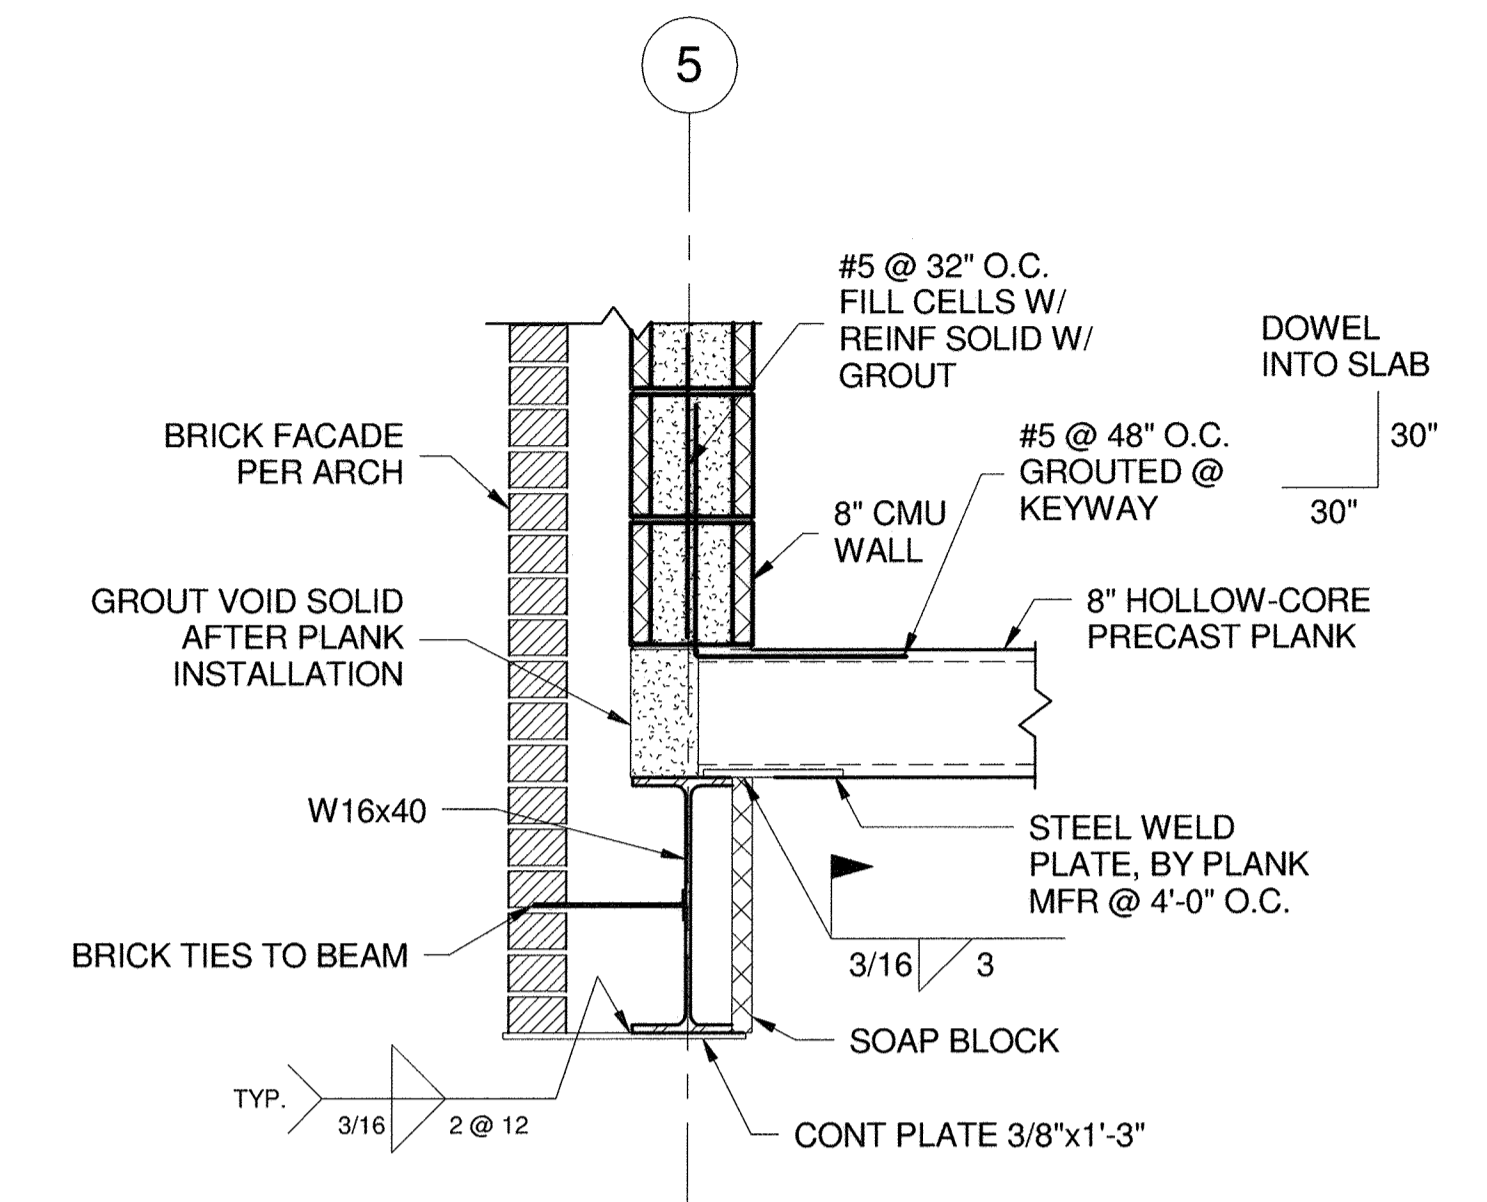 5
#5 @ 32" O.C.
FILL CELLS W/
REINF SOLID W/
GROUT
DOWEL
INTO SLAB
30"
30"
#5 @ 48" O.C.
GROUTED @
KEYWAY
BRICK FACADE
PER ARCH
8" CMU
WALL
GROUT VOID SOLID
AFTER PLANK
INSTALLATION
8" HOLLOW-CORE
PRECAST PLANK
W16x40
STEEL WELD
PLATE, BY PLANK
MFR @ 4'-0" O.C.
BRICK TIES TO BEAM
3/16 3
SOAP BLOCK
TYP.
3/16 2 @ 12
CONT PLATE 3/8"x1'-3"